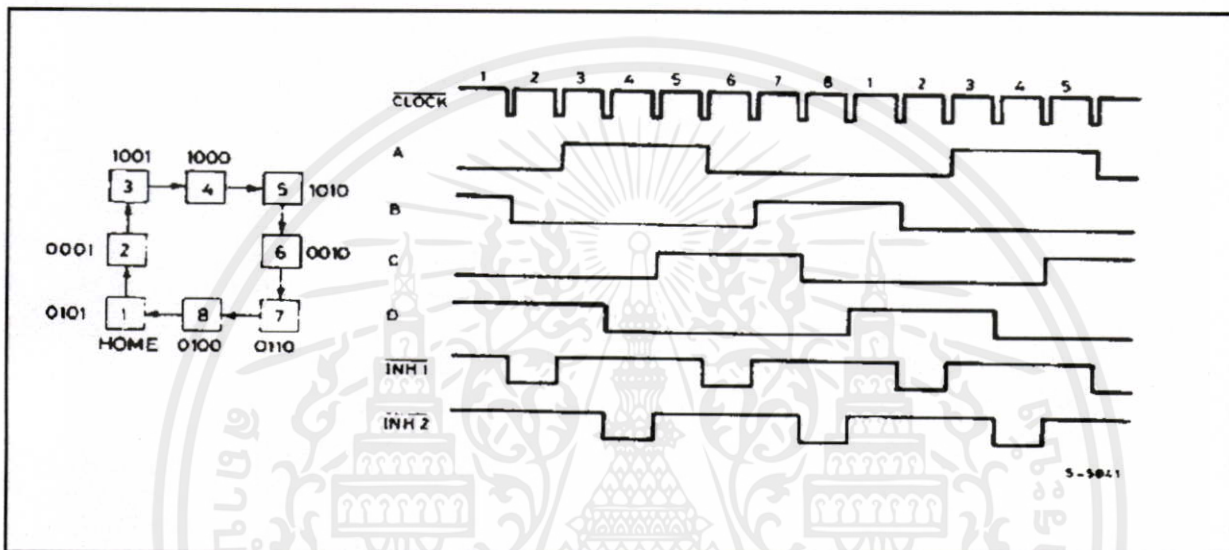 1001 1000
3 4 5 1010
0001 2 6 0010
0101 1 8 7
HOME 0100 0110
1 2 3 4 5 6 7 8 1 2 3 4 5
CLOCK
A
B
C
D
INH 1
INH 2
S-5041